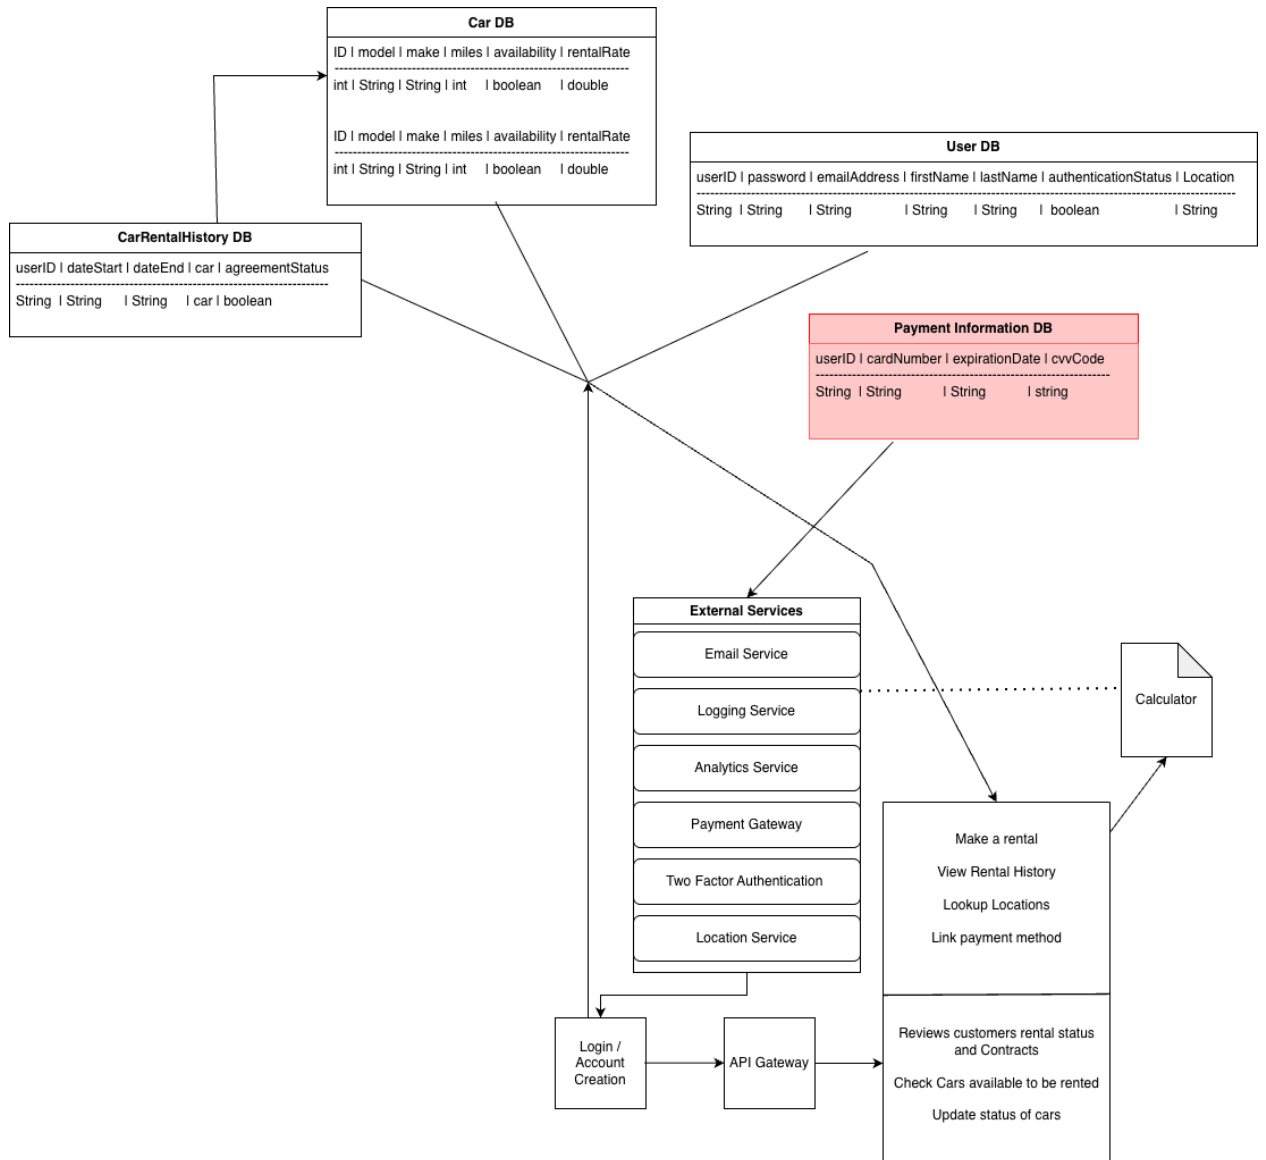 Car DB
ID | model | make | miles | availability | rentalRate
----------------------------------------------------------------
int | String | String | int | boolean | double
ID | model | make | miles | availability | rentalRate
----------------------------------------------------------------
int | String | String | int | boolean | double
User DB
userID | password | emailAddress | firstName | lastName | authenticationStatus | Location
----------------------------------------------------------------
String | String | String | String | String | boolean | String
CarRentalHistory DB
userID | dateStart | dateEnd | car | agreementStatus
----------------------------------------------------------------
String | String | String | car | boolean
Payment Information DB
userID | cardNumber | expirationDate | cvvCode
----------------------------------------------------------------
String | String | String | string
External Services
Email Service
Logging Service
Analytics Service
Payment Gateway
Two Factor Authentication
Location Service
Calculator
Make a rental
View Rental History
Lookup Locations
Link payment method
Reviews customers rental status
and Contracts
Check Cars available to be rented
Update status of cars
Login /
Account
Creation
API Gateway